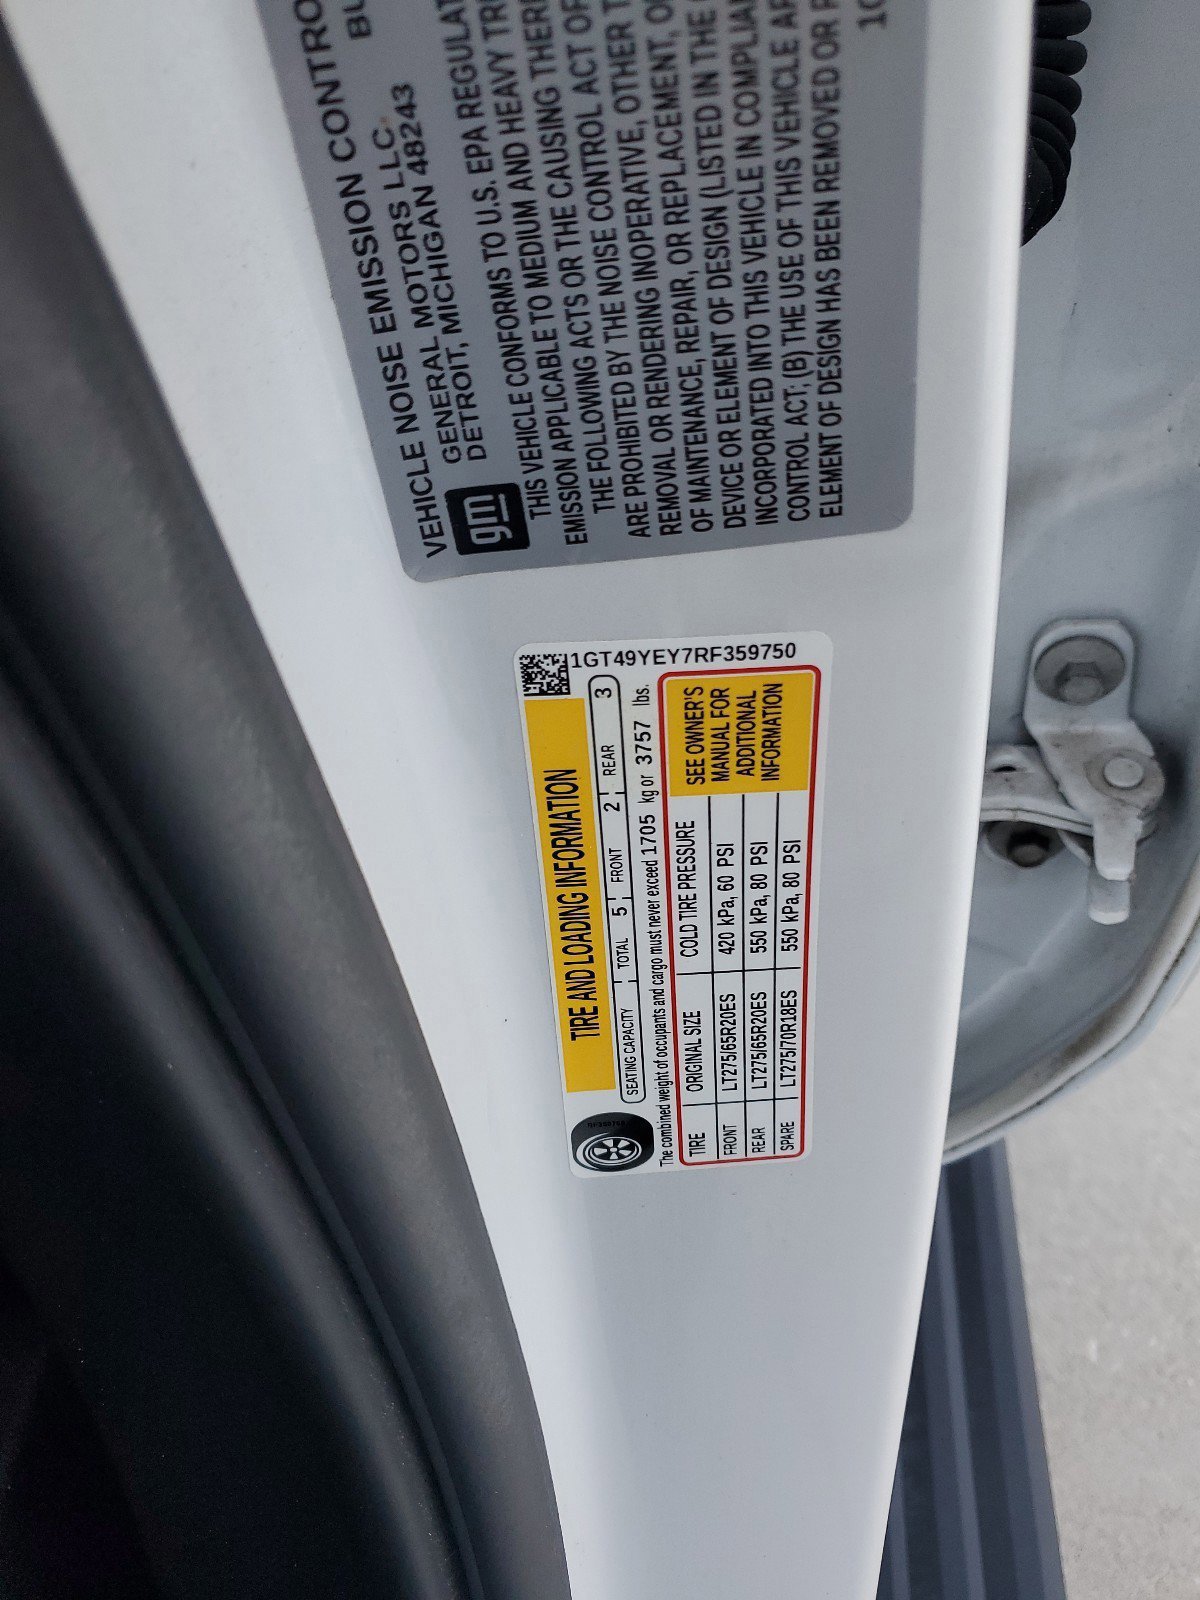 VEHICLE NOISE EMISSION CONTRO
GENERAL MOTORS LLC.
DETROIT, MICHIGAN 48243
gm
THIS VEHICLE CONFORMS TO U.S. EPA REGULAT
EMISSION APPLICABLE TO MEDIUM AND HEAVY TR
THE FOLLOWING ACTS OR THE CAUSING THER
ARE PROHIBITED BY THE NOISE CONTROL ACT OF
REMOVAL OR RENDERING INOPERATIVE, OTHER T
OF MAINTENANCE, REPAIR, OR REPLACEMENT, O
DEVICE OR ELEMENT OF DESIGN (LISTED IN THE
INCORPORATED INTO THIS VEHICLE IN COMPLIAN
CONTROL ACT; (B) THE USE OF THIS VEHICLE AF
ELEMENT OF DESIGN HAS BEEN REMOVED OR R
1GT49YEY7RF359750
TIRE AND LOADING INFORMATION
SEATING CAPACITY TOTAL 5 FRONT 2 REAR 3
The combined weight of occupants and cargo must never exceed 1705 kg or 3757 lbs.
TIRE ORIGINAL SIZE COLD TIRE PRESSURE
FRONT LT275/65R20ES 420 kPa, 60 PSI
REAR LT275/65R20ES 550 kPa, 80 PSI
SPARE LT275/70R18ES 550 kPa, 80 PSI
SEE OWNER'S
MANUAL FOR
ADDITIONAL
INFORMATION